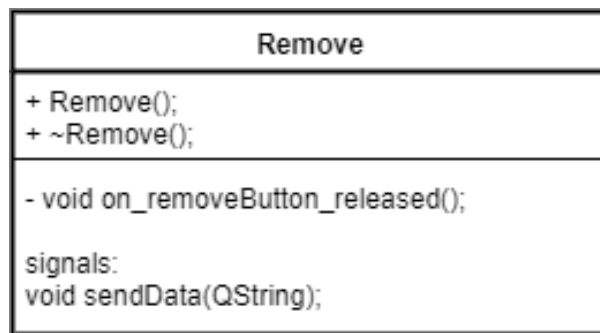 Remove
+ Remove();
+ ~Remove();
- void on_removeButton_released();
signals:
void sendData(QString);